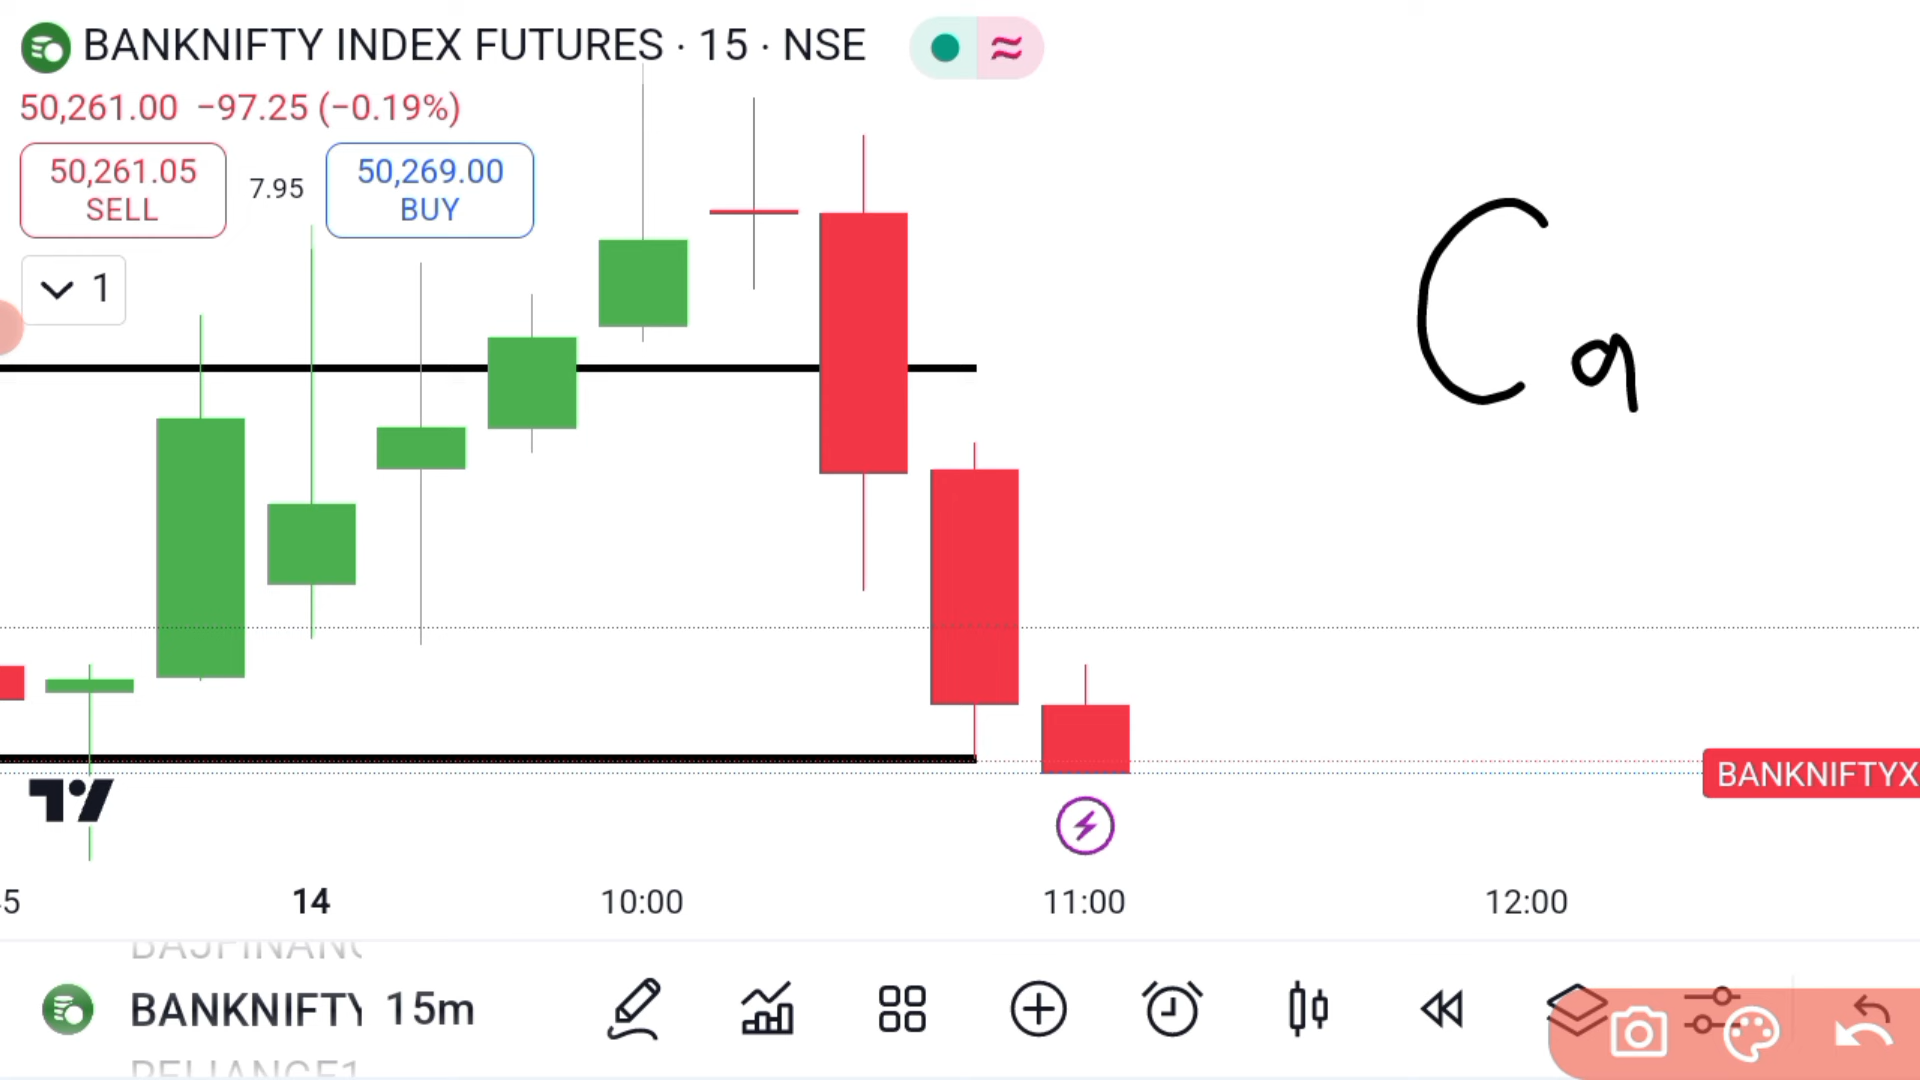 BANKNIFTY INDEX FUTURES · 15 · NSE
50,261.00 −97.25 (−0.19%)
50,261.05 SELL 7.95 50,269.00 BUY
1
Ca
BANKNIFTYX
14 10:00 11:00 12:00
BANKNIFTY 15m